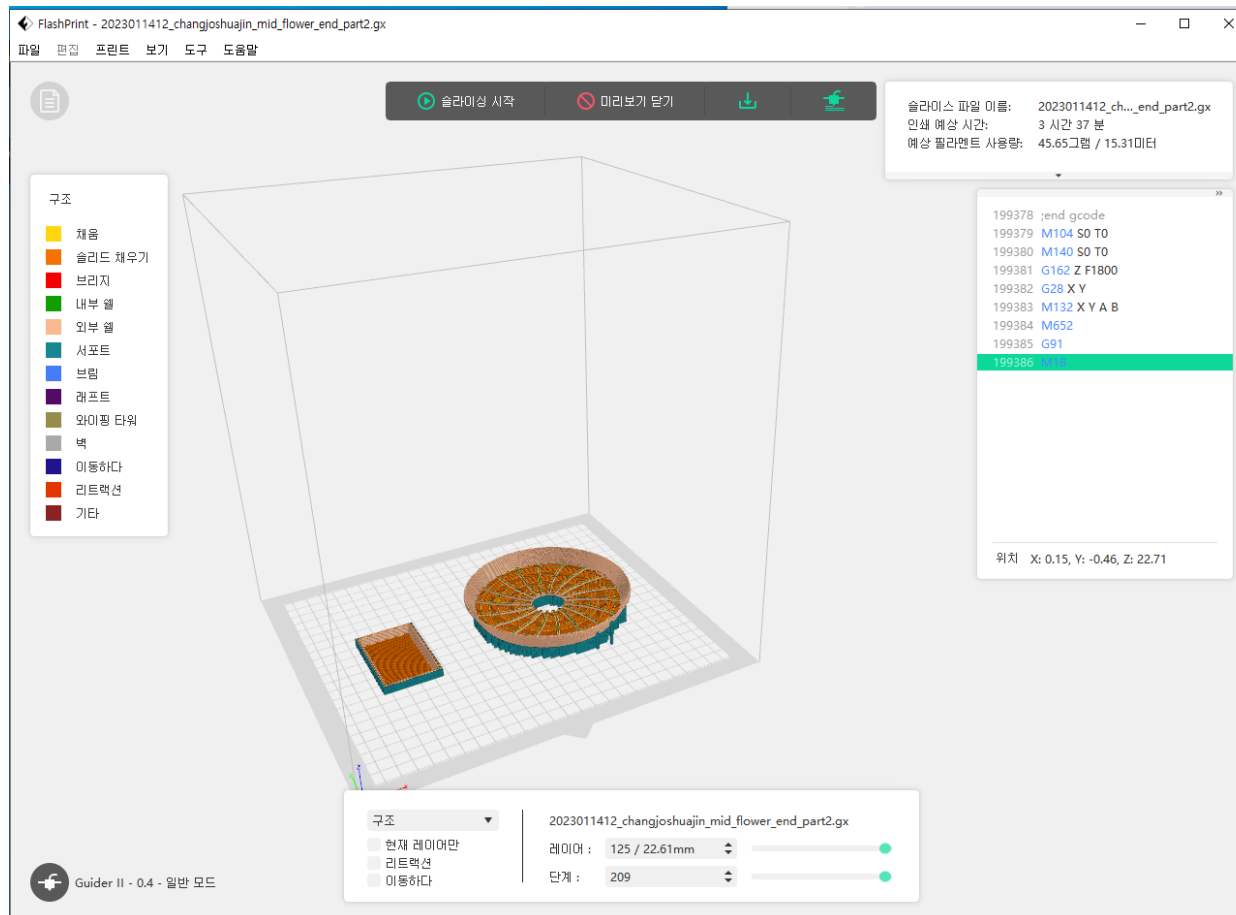 FlashPrint - 2023011412_changjoshuajin_mid_flower_end_part2.gx
파일 편집 프린트 보기 도구 도움말
슬라이싱 시작 미리보기 닫기
슬라이스 파일 이름: 2023011412_ch..._end_part2.gx
인쇄 예상 시간: 3 시간 37 분
예상 필라멘트 사용량: 45.65그램 / 15.31미터
구조
채움
솔리드 채우기
브리지
내부 쉘
외부 쉘
서포트
브림
래프트
와이핑 타워
벽
이동하다
리트랙션
기타
199378 ;end gcode
199379 M104 S0 T0
199380 M140 S0 T0
199381 G162 Z F1800
199382 G28 X Y
199383 M132 X Y A B
199384 M652
199385 G91
199386 M18
위치 X: 0.15, Y: -0.46, Z: 22.71
구조
현재 레이어만
리트랙션
이동하다
2023011412_changjoshuajin_mid_flower_end_part2.gx
레이어 : 125 / 22.61mm
단계 : 209
Guider II - 0.4 - 일반 모드